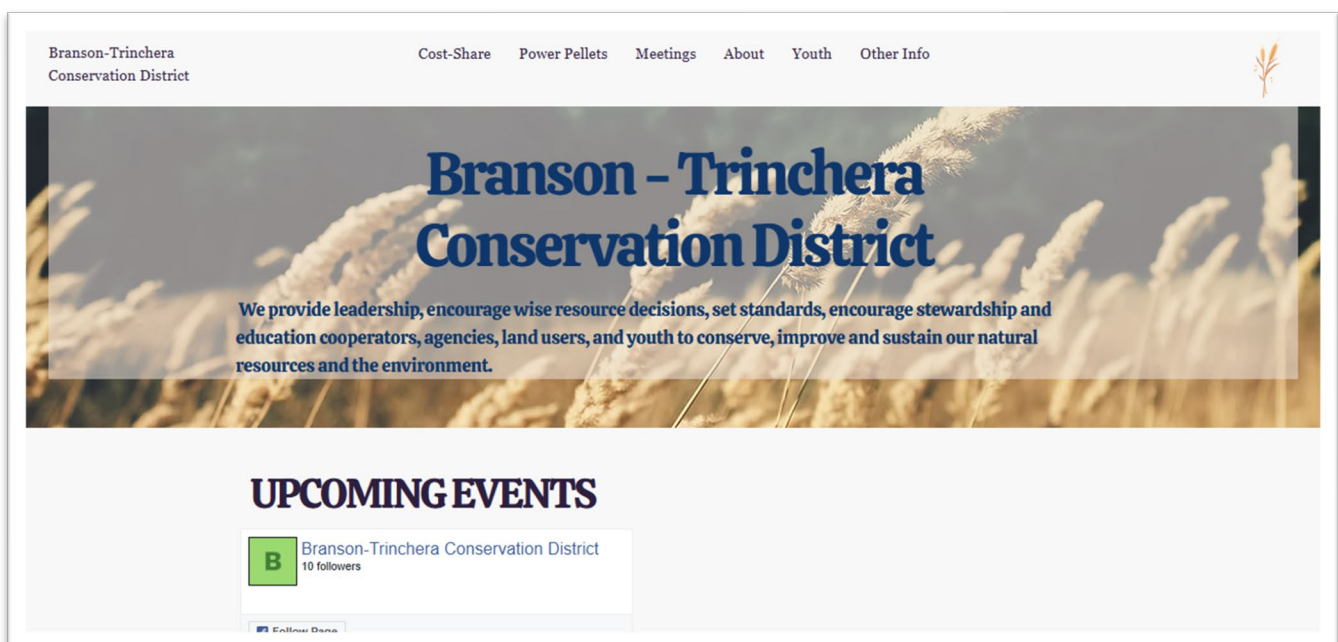 Branson-Trinchera
Conservation District
Cost-Share Power Pellets Meetings About Youth Other Info
Branson - Trinchera
Conservation District
We provide leadership, encourage wise resource decisions, set standards, encourage stewardship and
education cooperators, agencies, land users, and youth to conserve, improve and sustain our natural
resources and the environment.
UPCOMING EVENTS
B
Branson-Trinchera Conservation District
10 followers
Follow Page